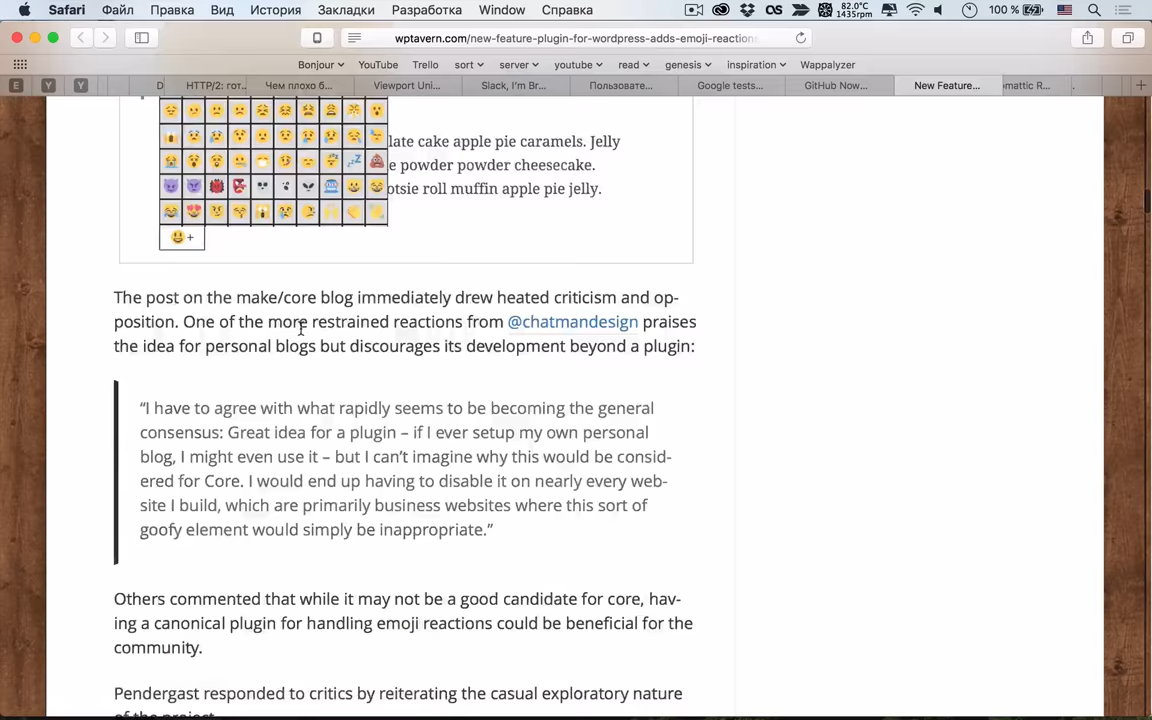 Safari Файл Правка Вид История Закладки Разработка Window Справка 82.0°C 1435rpm 100 %
wptavern.com/new-feature-plugin-for-wordpress-adds-emoji-reactions
Bonjour YouTube Trello sort server youtube read genesis inspiration Wappalyzer
E Y Y D HTTP/2: гот... Чем плохо б... Viewport Uni... Slack, I'm Br... Пользовате... Google tests... GitHub Now... New Feature... omattic R...
late cake apple pie caramels. Jelly
e powder powder cheesecake.
otsie roll muffin apple pie jelly.
+
The post on the make/core blog immediately drew heated criticism and op-
position. One of the more restrained reactions from @chatmandesign praises
the idea for personal blogs but discourages its development beyond a plugin:
“I have to agree with what rapidly seems to be becoming the general
consensus: Great idea for a plugin – if I ever setup my own personal
blog, I might even use it – but I can’t imagine why this would be consid-
ered for Core. I would end up having to disable it on nearly every web-
site I build, which are primarily business websites where this sort of
goofy element would simply be inappropriate.”
Others commented that while it may not be a good candidate for core, hav-
ing a canonical plugin for handling emoji reactions could be beneficial for the
community.
Pendergast responded to critics by reiterating the casual exploratory nature
of the project